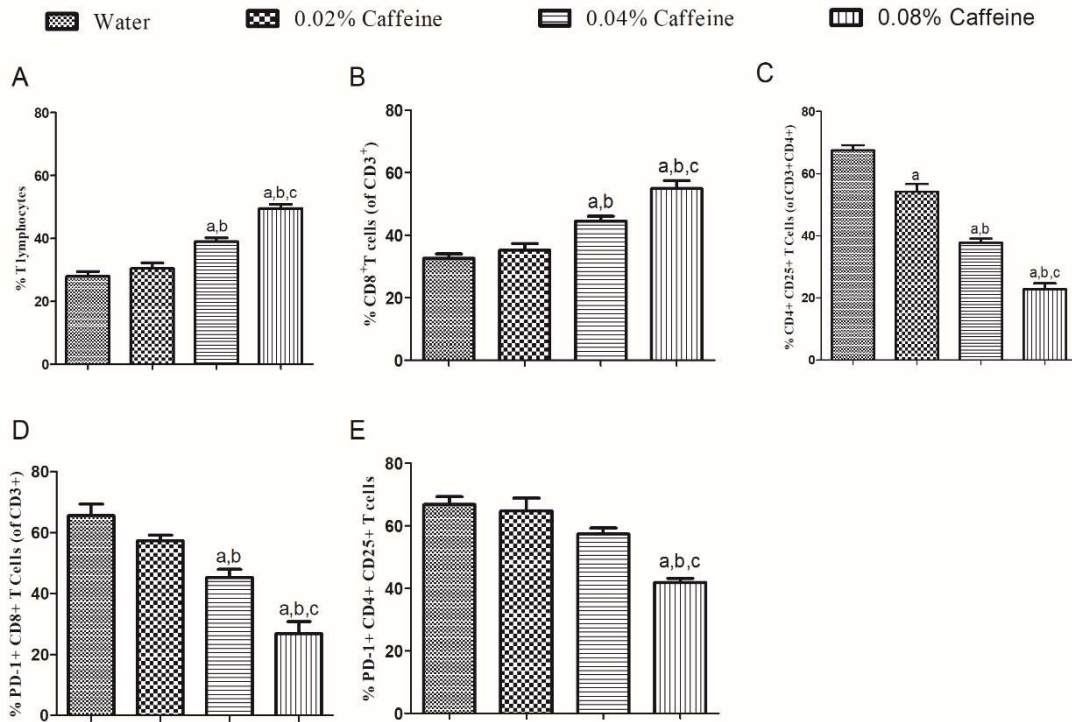 Water 0.02% Caffeine 0.04% Caffeine 0.08% Caffeine
A
% T lymphocytes
80
60
40
20
0
a,b
a,b,c
B
% CD8⁺T cells (of CD3⁺)
80
60
40
20
0
a,b
a,b,c
C
% CD4+ CD25+ T Cells (of CD3+CD4+)
80
60
40
20
0
a
a,b
a,b,c
D
% PD-1+ CD8+ T Cells (of CD3+)
80
60
40
20
0
a,b
a,b,c
E
% PD-1+ CD4+ CD25+ T cells
80
60
40
20
0
a,b,c